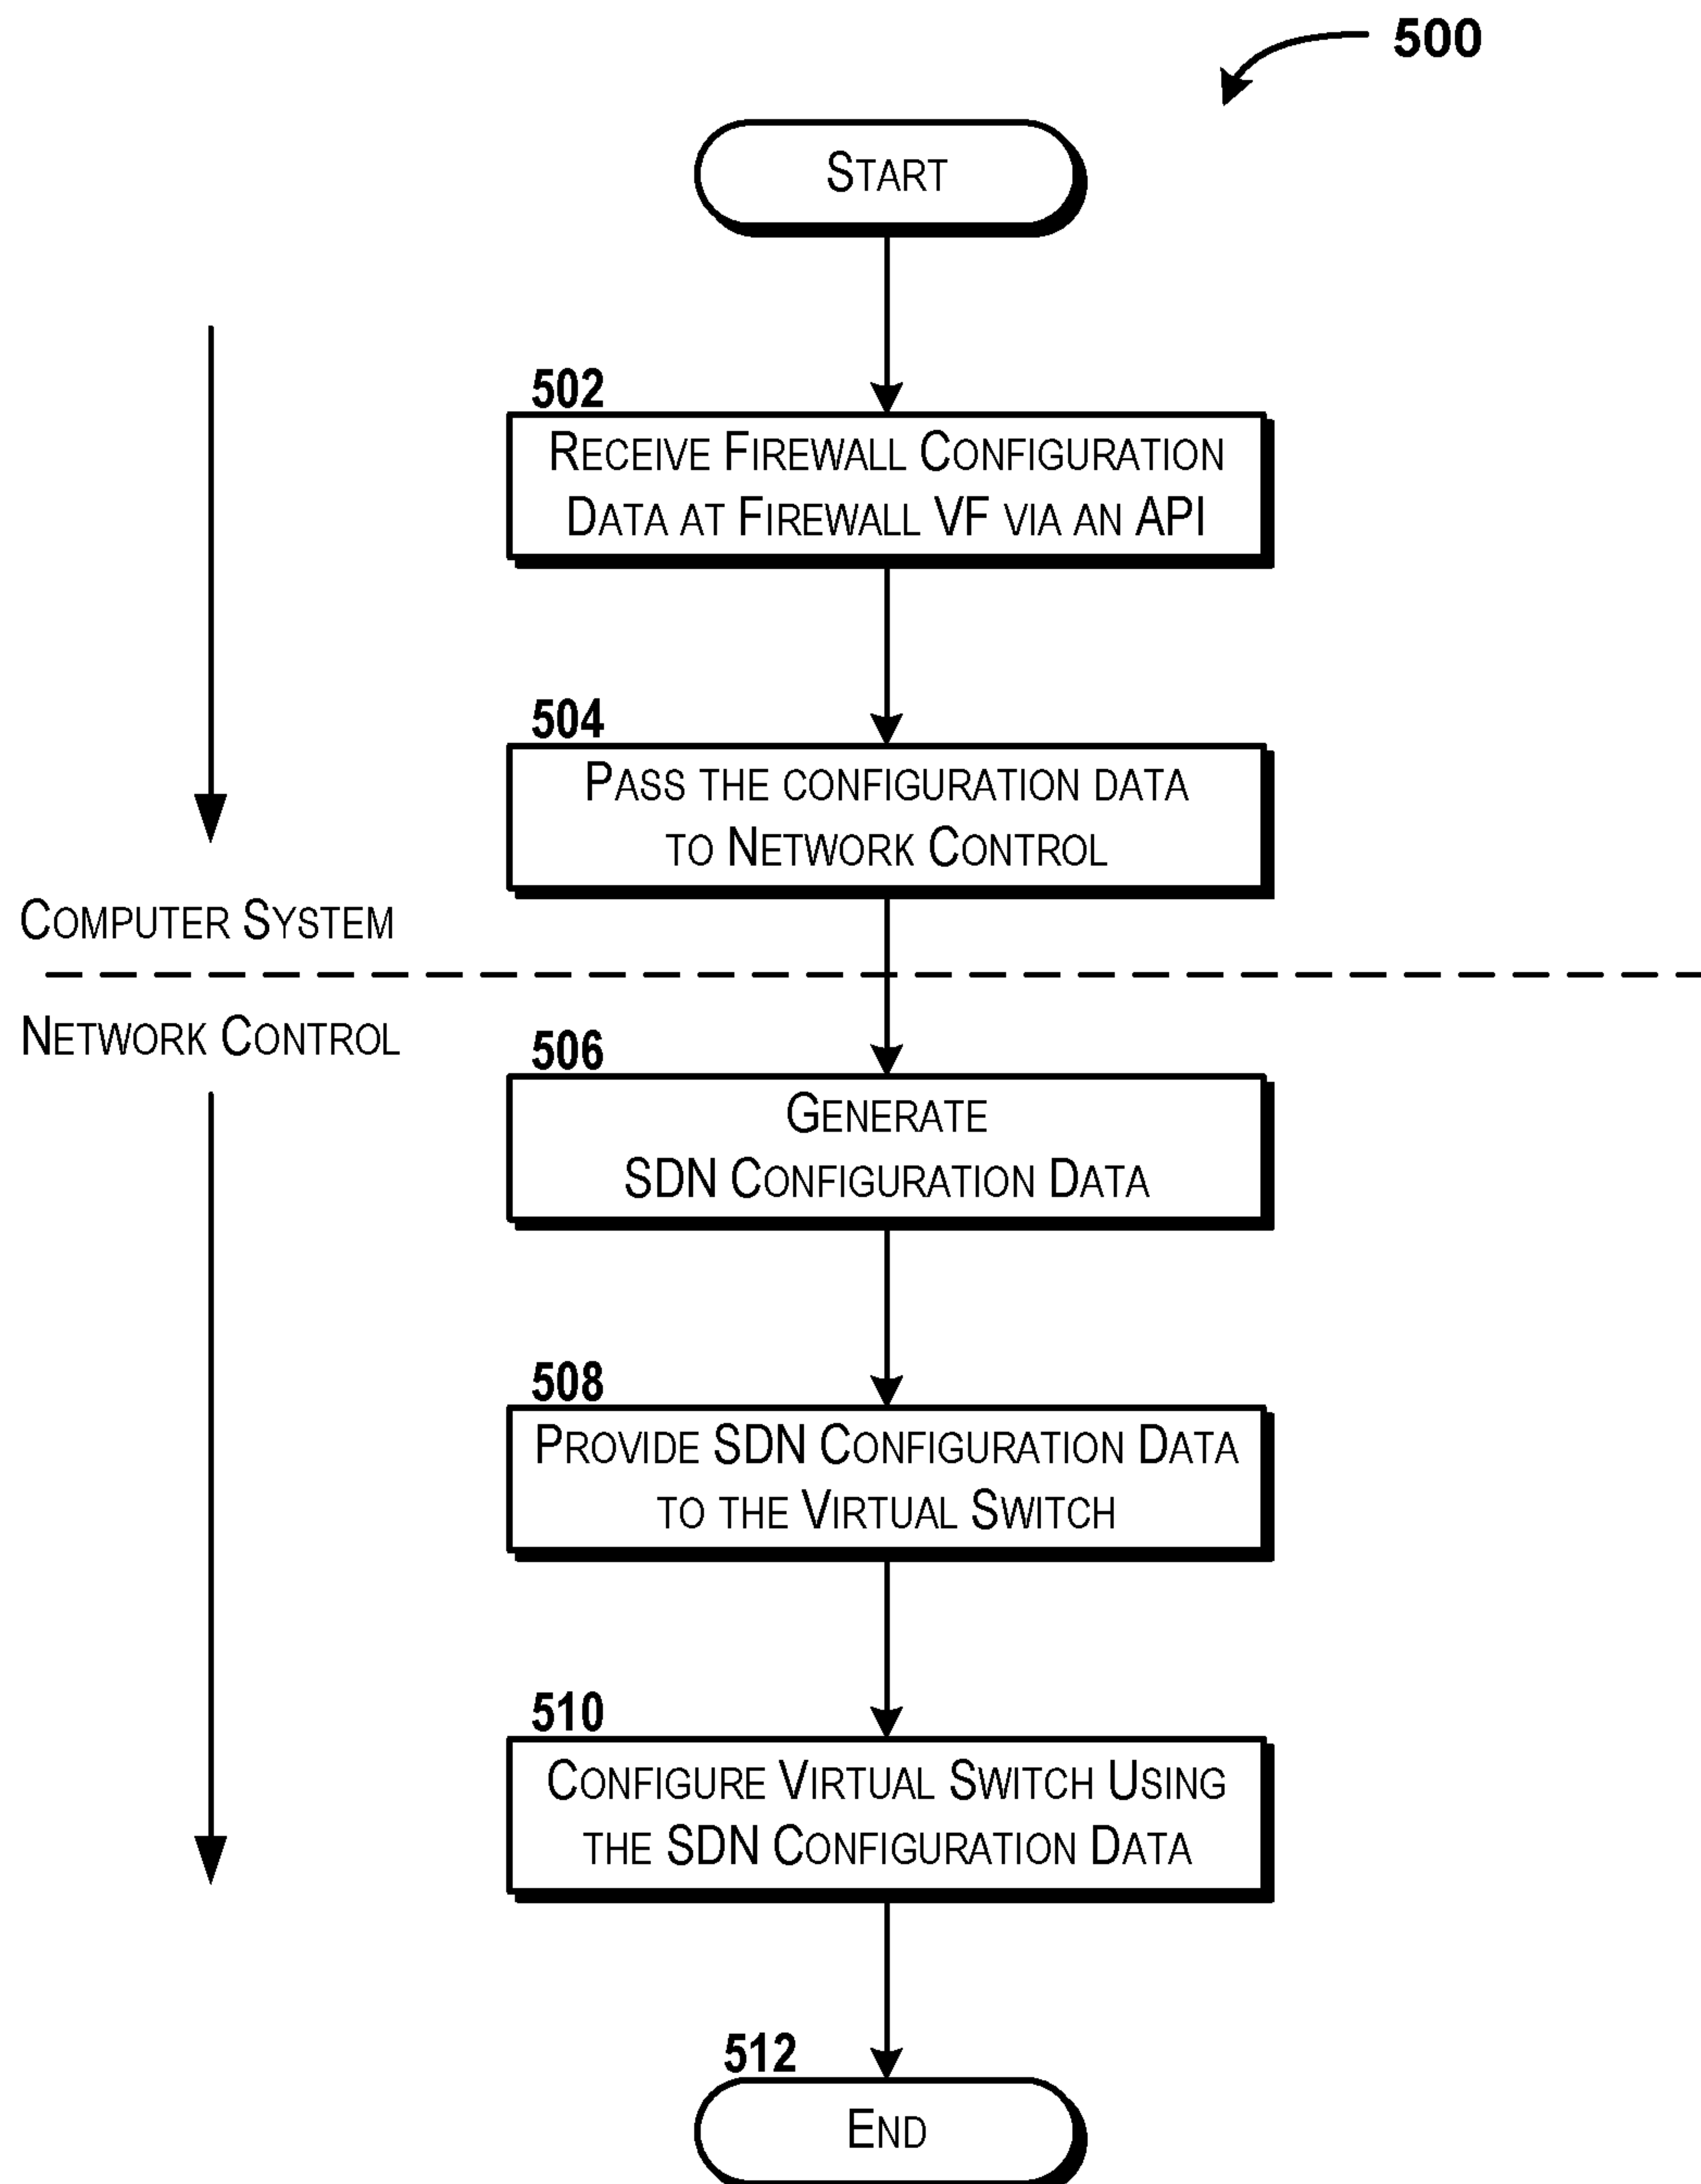 500
START
502
RECEIVE FIREWALL CONFIGURATION
DATA AT FIREWALL VF VIA AN API
504
PASS THE CONFIGURATION DATA
TO NETWORK CONTROL
COMPUTER SYSTEM
NETWORK CONTROL
506
GENERATE
SDN CONFIGURATION DATA
508
PROVIDE SDN CONFIGURATION DATA
TO THE VIRTUAL SWITCH
510
CONFIGURE VIRTUAL SWITCH USING
THE SDN CONFIGURATION DATA
512
END